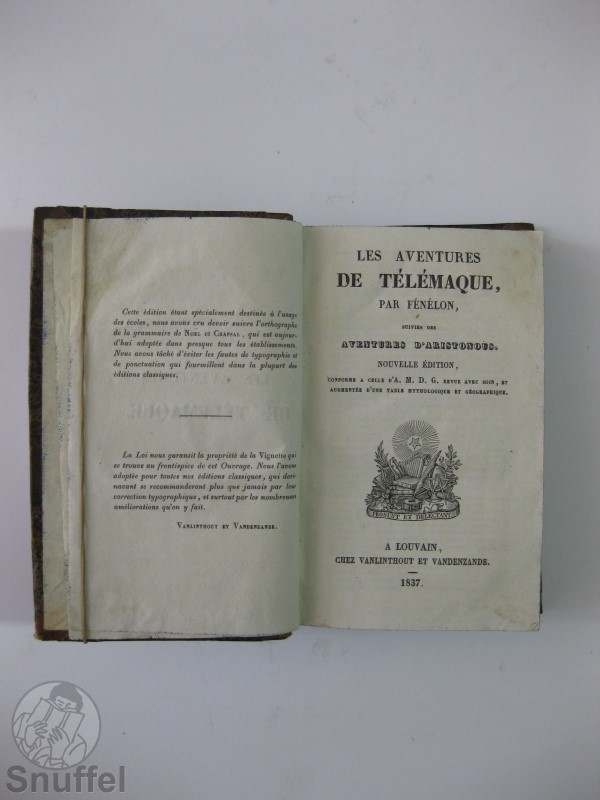 Cette édition étant spécialement destinée à l'usage
des écoles, nous avons cru devoir suivre l'orthographe
de la grammaire de Noel et Chapsal, qui est aujour-
d'hui adoptée dans presque tous les établissements.
Nous avons tâché d'éviter les fautes de typographie et
de ponctuation qui fourmillent dans la plupart des
éditions classiques.
La Loi nous garantit la propriété de la Vignette qui
se trouve au frontispice de cet Ouvrage. Nous l'avons
adoptée pour toutes nos éditions classiques, qui doré-
navant se recommanderont plus que jamais par leur
correction typographique, et surtout par les nombreuses
améliorations qu'on y fait.
Vanlinthout et Vandenzande.
LES AVENTURES
DE TÉLÉMAQUE,
PAR FÉNÉLON,
SUIVIES DES
AVENTURES D'ARISTONOÜS.
NOUVELLE ÉDITION,
CONFORME A CELLE D'A. M. D. G. REVUE AVEC SOIN, ET
AUGMENTÉE D'UNE TABLE MYTHOLOGIQUE ET GÉOGRAPHIQUE.
PROSUNT ET DELECTANT
A LOUVAIN,
CHEZ VANLINTHOUT ET VANDENZANDE.
1837.
Snuffel